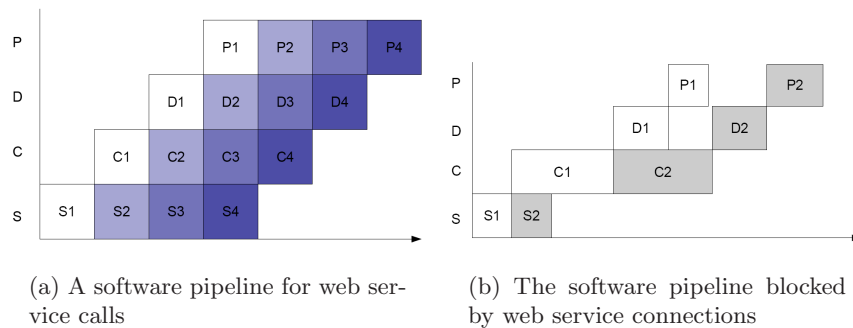 P
P1 P2 P3 P4
D
D1 D2 D3 D4
C
C1 C2 C3 C4
S
S1 S2 S3 S4
(a) A software pipeline for web ser-
vice calls
P
P1 P2
D
D1 D2
C
C1 C2
S
S1 S2
(b) The software pipeline blocked
by web service connections